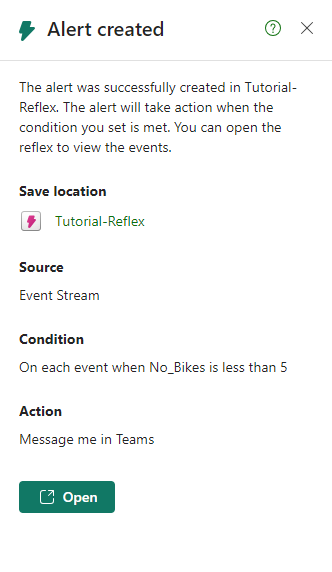 Alert created
The alert was successfully created in Tutorial-
Reflex. The alert will take action when the
condition you set is met. You can open the
reflex to view the events.
Save location
Tutorial-Reflex
Source
Event Stream
Condition
On each event when No_Bikes is less than 5
Action
Message me in Teams
Open